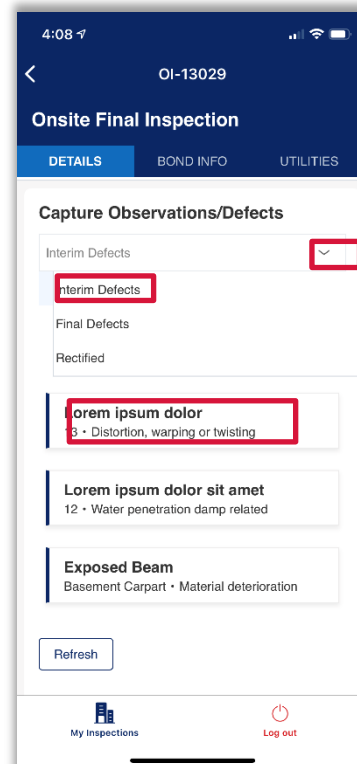 4:08
OI-13029
Onsite Final Inspection
DETAILS BOND INFO UTILITIES
Capture Observations/Defects
Interim Defects
Interim Defects
Final Defects
Rectified
Lorem ipsum dolor
13 • Distortion, warping or twisting
Lorem ipsum dolor sit amet
12 • Water penetration damp related
Exposed Beam
Basement Carpart • Material deterioration
Refresh
My Inspections Log out